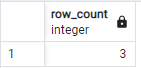 row_count
integer
1 3